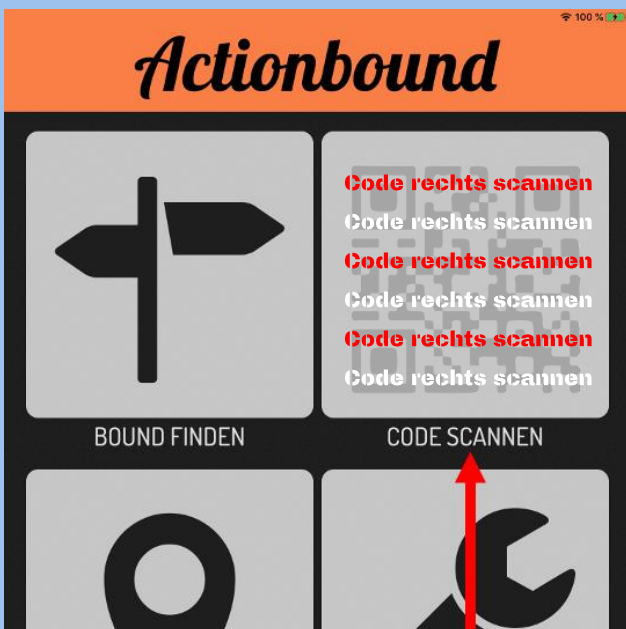 100 %
Actionbound
Code rechts scannen
Code rechts scannen
Code rechts scannen
Code rechts scannen
Code rechts scannen
Code rechts scannen
BOUND FINDEN
CODE SCANNEN